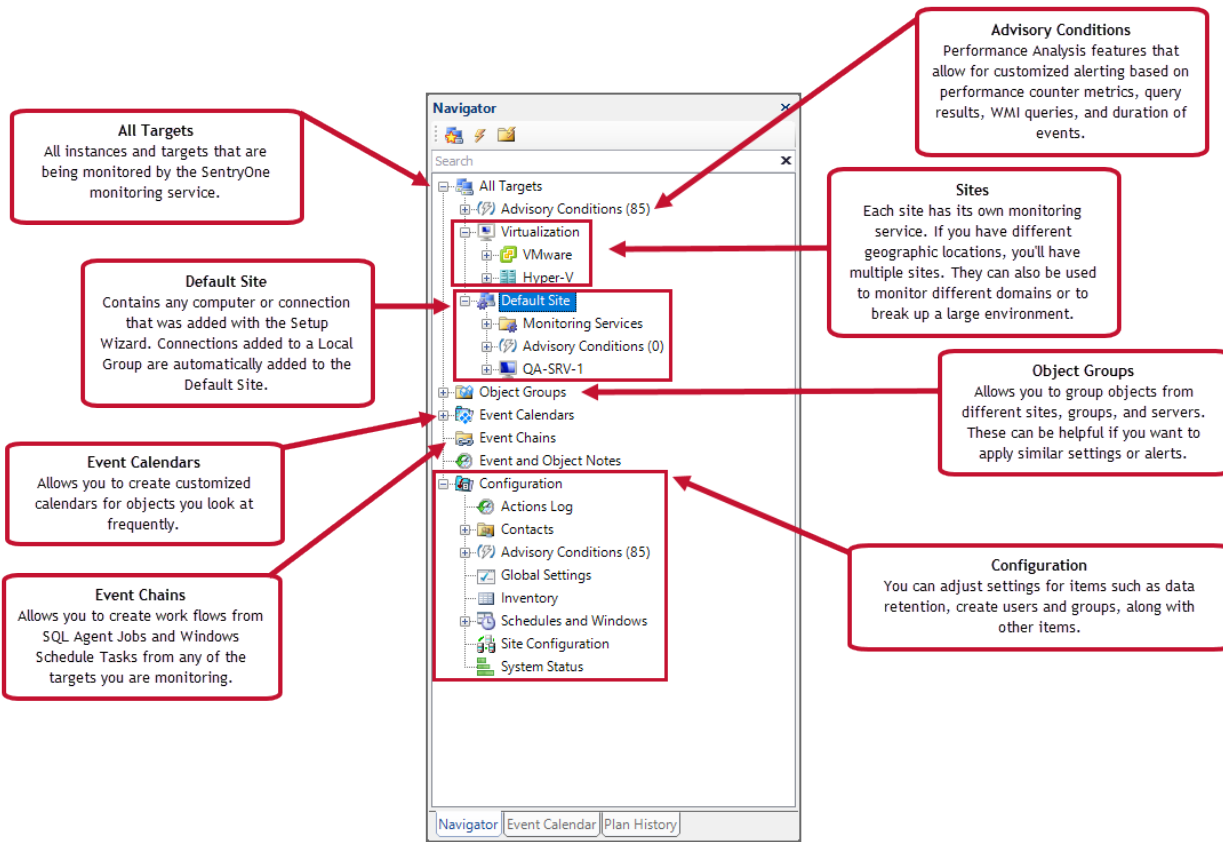 Advisory Conditions
Performance Analysis features that
allow for customized alerting based on
performance counter metrics, query
results, WMI queries, and duration of
events.
All Targets
All instances and targets that are
being monitored by the SentryOne
monitoring service.
Sites
Each site has its own monitoring
service. If you have different
geographic locations, you'll have
multiple sites. They can also be used
to monitor different domains or to
break up a large environment.
Default Site
Contains any computer or connection
that was added with the Setup
Wizard. Connections added to a Local
Group are automatically added to the
Default Site.
Object Groups
Allows you to group objects from
different sites, groups, and servers.
These can be helpful if you want to
apply similar settings or alerts.
Event Calendars
Allows you to create customized
calendars for objects you look at
frequently.
Configuration
You can adjust settings for items such as data
retention, create users and groups, along with
other items.
Event Chains
Allows you to create work flows from
SQL Agent Jobs and Windows
Schedule Tasks from any of the
targets you are monitoring.
Navigator
Search
All Targets
Advisory Conditions (85)
Virtualization
VMware
Hyper-V
Default Site
Monitoring Services
Advisory Conditions (0)
QA-SRV-1
Object Groups
Event Calendars
Event Chains
Event and Object Notes
Configuration
Actions Log
Contacts
Advisory Conditions (85)
Global Settings
Inventory
Schedules and Windows
Site Configuration
System Status
Navigator Event Calendar Plan History